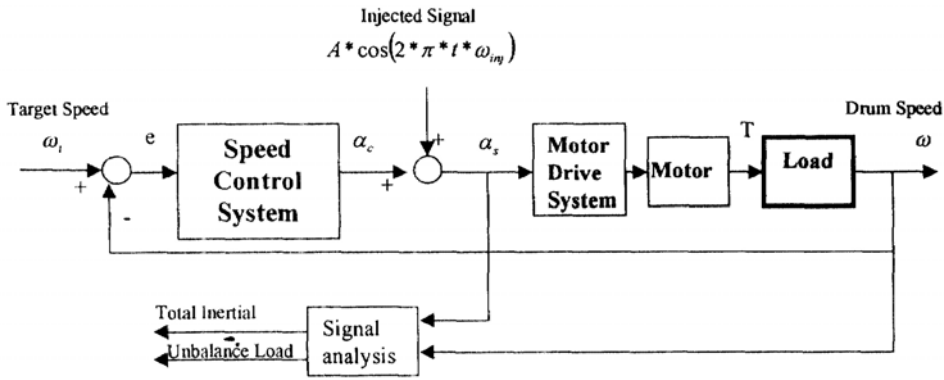 Injected Signal
A * cos(2 * π * t * ω_inj)
Target Speed
ω_t
+
e
-
Speed
Control
System
α_c
+
+
α_s
Motor
Drive
System
Motor
T
Load
Drum Speed
ω
Total Inertial
Unbalance Load
Signal
analysis